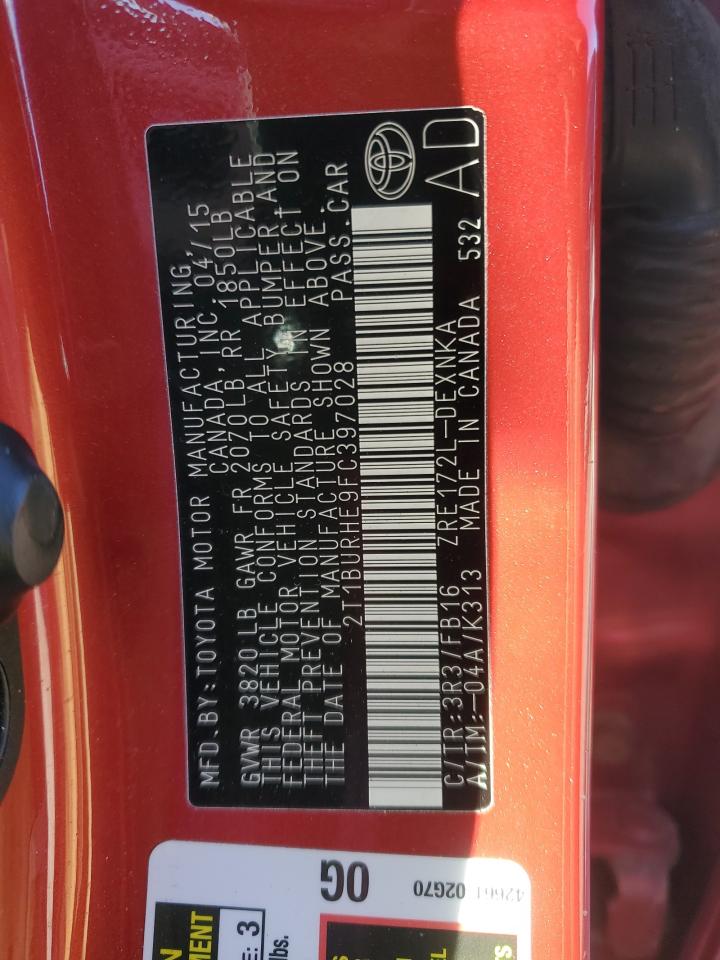 MFD.BY:TOYOTA MOTOR MANUFACTURING,
CANADA, INC. 04/15
GVWR 3820LB GAWR FR 2070LB,RR 1850LB
THIS VEHICLE CONFORMS TO ALL APPLICABLE
FEDERAL MOTOR VEHICLE SAFETY, BUMPER AND
THEFT PREVENTION STANDARDS IN EFFECT ON
THE DATE OF MANUFACTURE SHOWN ABOVE.
2T1BURHE9FC397028 PASS.CAR
C/TR:3R3/FB16 ZRE172L-DEXNKA AD
A/TM:-04A/K313 MADE IN CANADA 532
0G
42661 02G70
MENT
E: 3
lbs.